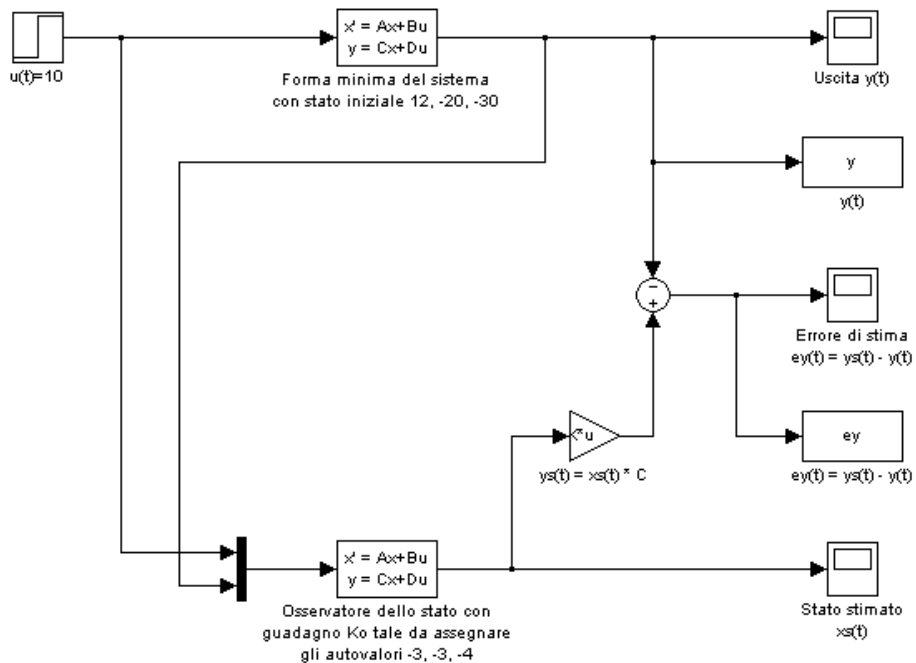 x' = Ax+Bu
y = Cx+Du
u(t)=10
Forma minima del sistema
con stato iniziale 12, -20, -30
Uscita y(t)
y
y(t)
−
+
Errore di stima
ey(t) = ys(t) - y(t)
K*u
ys(t) = xs(t) * C
ey
ey(t) = ys(t) - y(t)
x' = Ax+Bu
y = Cx+Du
Osservatore dello stato con
guadagno Ko tale da assegnare
gli autovalori -3, -3, -4
Stato stimato
xs(t)